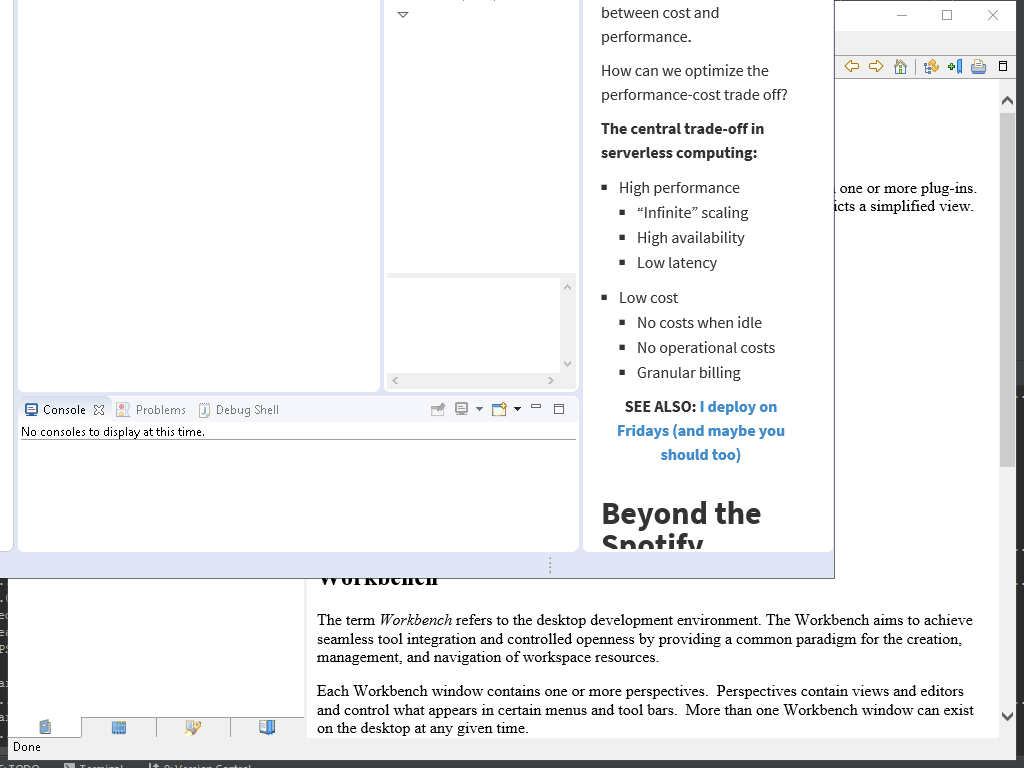 between cost and
performance.
How can we optimize the
performance-cost trade off?
The central trade-off in
serverless computing:
High performance
“Infinite” scaling
High availability
Low latency
Low cost
No costs when idle
No operational costs
Granular billing
SEE ALSO: I deploy on
Fridays (and maybe you
should too)
Beyond the
Spotify
one or more plug-ins.
a simplified view.
Console
Problems
Debug Shell
No consoles to display at this time.
Workbench
The term Workbench refers to the desktop development environment. The Workbench aims to achieve
seamless tool integration and controlled openness by providing a common paradigm for the creation,
management, and navigation of workspace resources.
Each Workbench window contains one or more perspectives.  Perspectives contain views and editors
and control what appears in certain menus and tool bars.  More than one Workbench window can exist
on the desktop at any given time.
Done
TODO
Terminal
9: Version Control